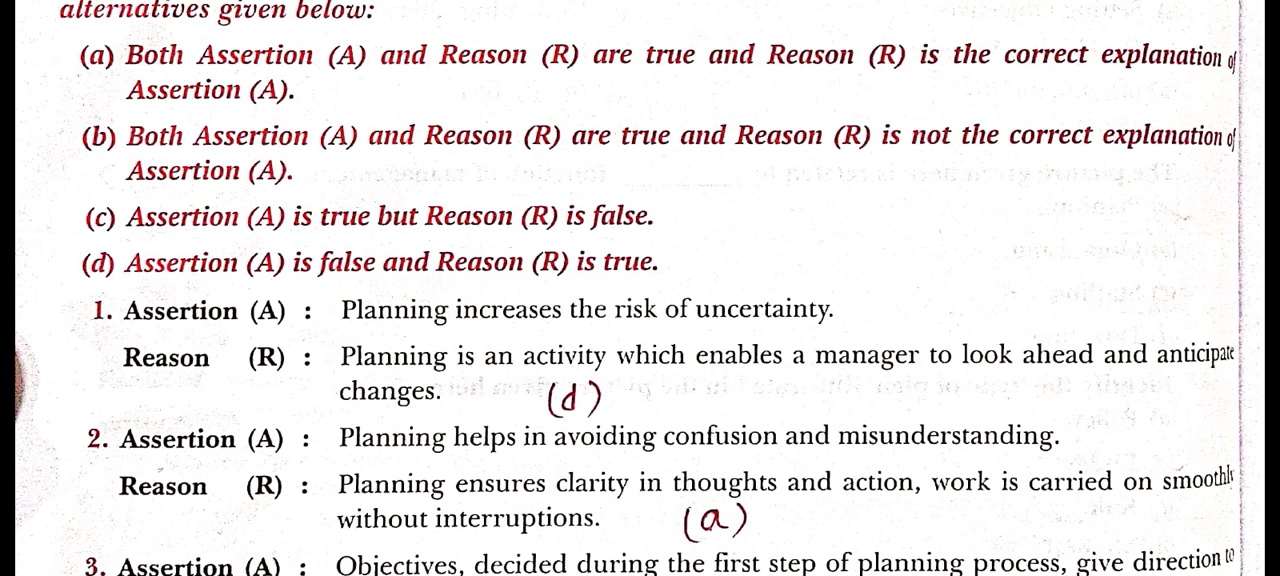 alternatives given below:
(a) Both Assertion (A) and Reason (R) are true and Reason (R) is the correct explanation of
Assertion (A).
(b) Both Assertion (A) and Reason (R) are true and Reason (R) is not the correct explanation of
Assertion (A).
(c) Assertion (A) is true but Reason (R) is false.
(d) Assertion (A) is false and Reason (R) is true.
1. Assertion (A) : Planning increases the risk of uncertainty.
Reason (R) : Planning is an activity which enables a manager to look ahead and anticipate
changes. (d)
2. Assertion (A) : Planning helps in avoiding confusion and misunderstanding.
Reason (R) : Planning ensures clarity in thoughts and action, work is carried on smoothly
without interruptions. (a)
3. Assertion (A) : Objectives, decided during the first step of planning process, give direction to